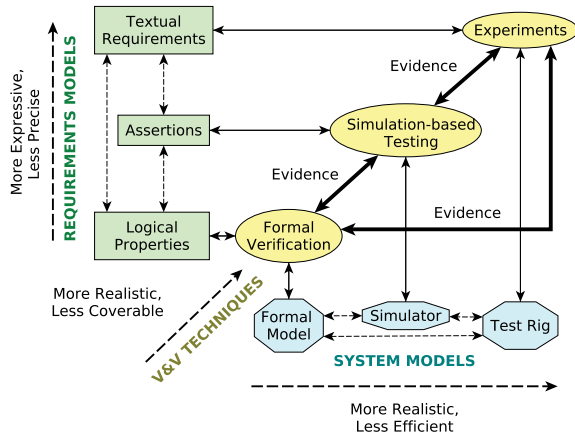 Textual
Requirements
Experiments
Evidence
Assertions
Simulation-based
Testing
Evidence
Logical
Properties
Formal
Verification
Evidence
More Expressive,
Less Precise
REQUIREMENTS MODELS
More Realistic,
Less Coverable
V&V TECHNIQUES
Formal
Model
Simulator
Test Rig
SYSTEM MODELS
More Realistic,
Less Efficient